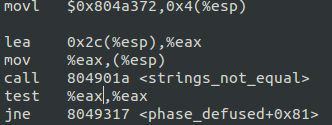 movl $0x804a372,0x4(%esp)
lea 0x2c(%esp),%eax
mov %eax,(%esp)
call 804901a <strings_not_equal>
test %eax,%eax
jne 8049317 <phase_defused+0x81>